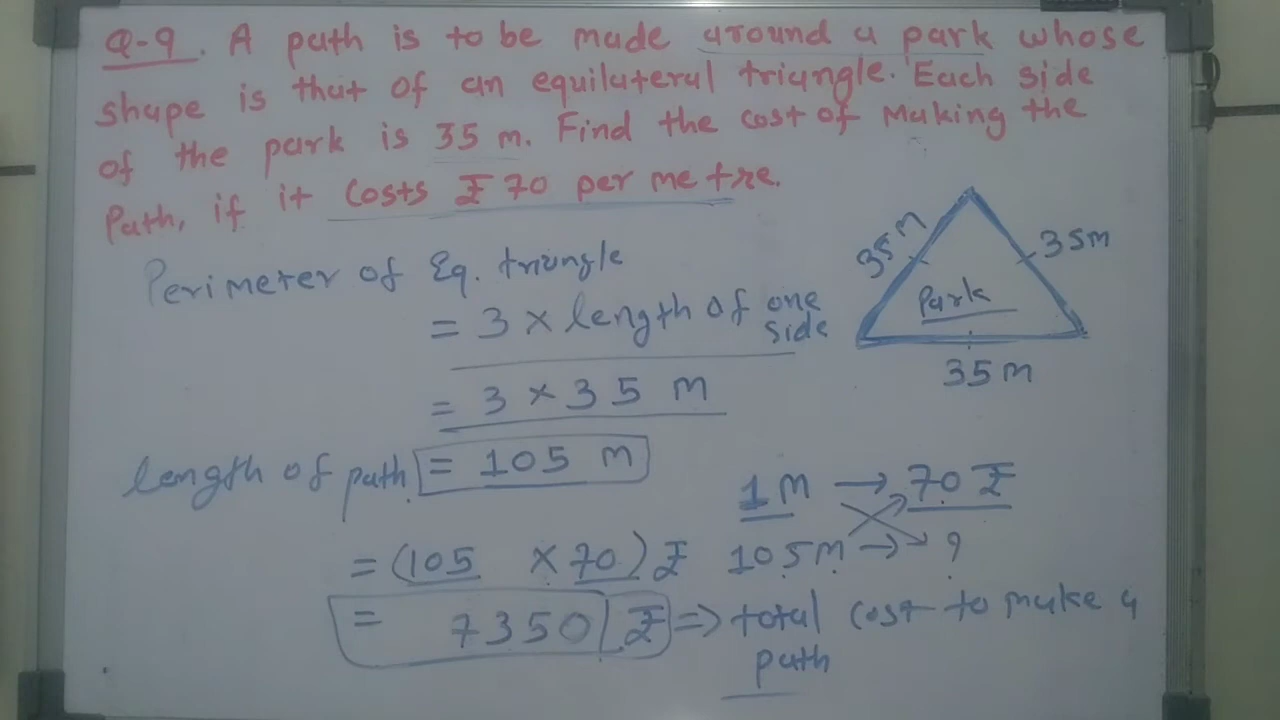 Q-9. A path is to be made around a park whose
shape is that of an equilateral triangle. Each side
of the park is 35 m. Find the cost of making the
Path, if it costs ₹ 70 per metre.
Perimeter of Eq. triangle
= 3 × length of one side
= 3 × 35 m
length of path = 105 m
35 m
35m
Park
35 m
1 m → 70 ₹
105m → ?
= (105 × 70) ₹
= 7350/₹ ⇒ total cost to make a
path